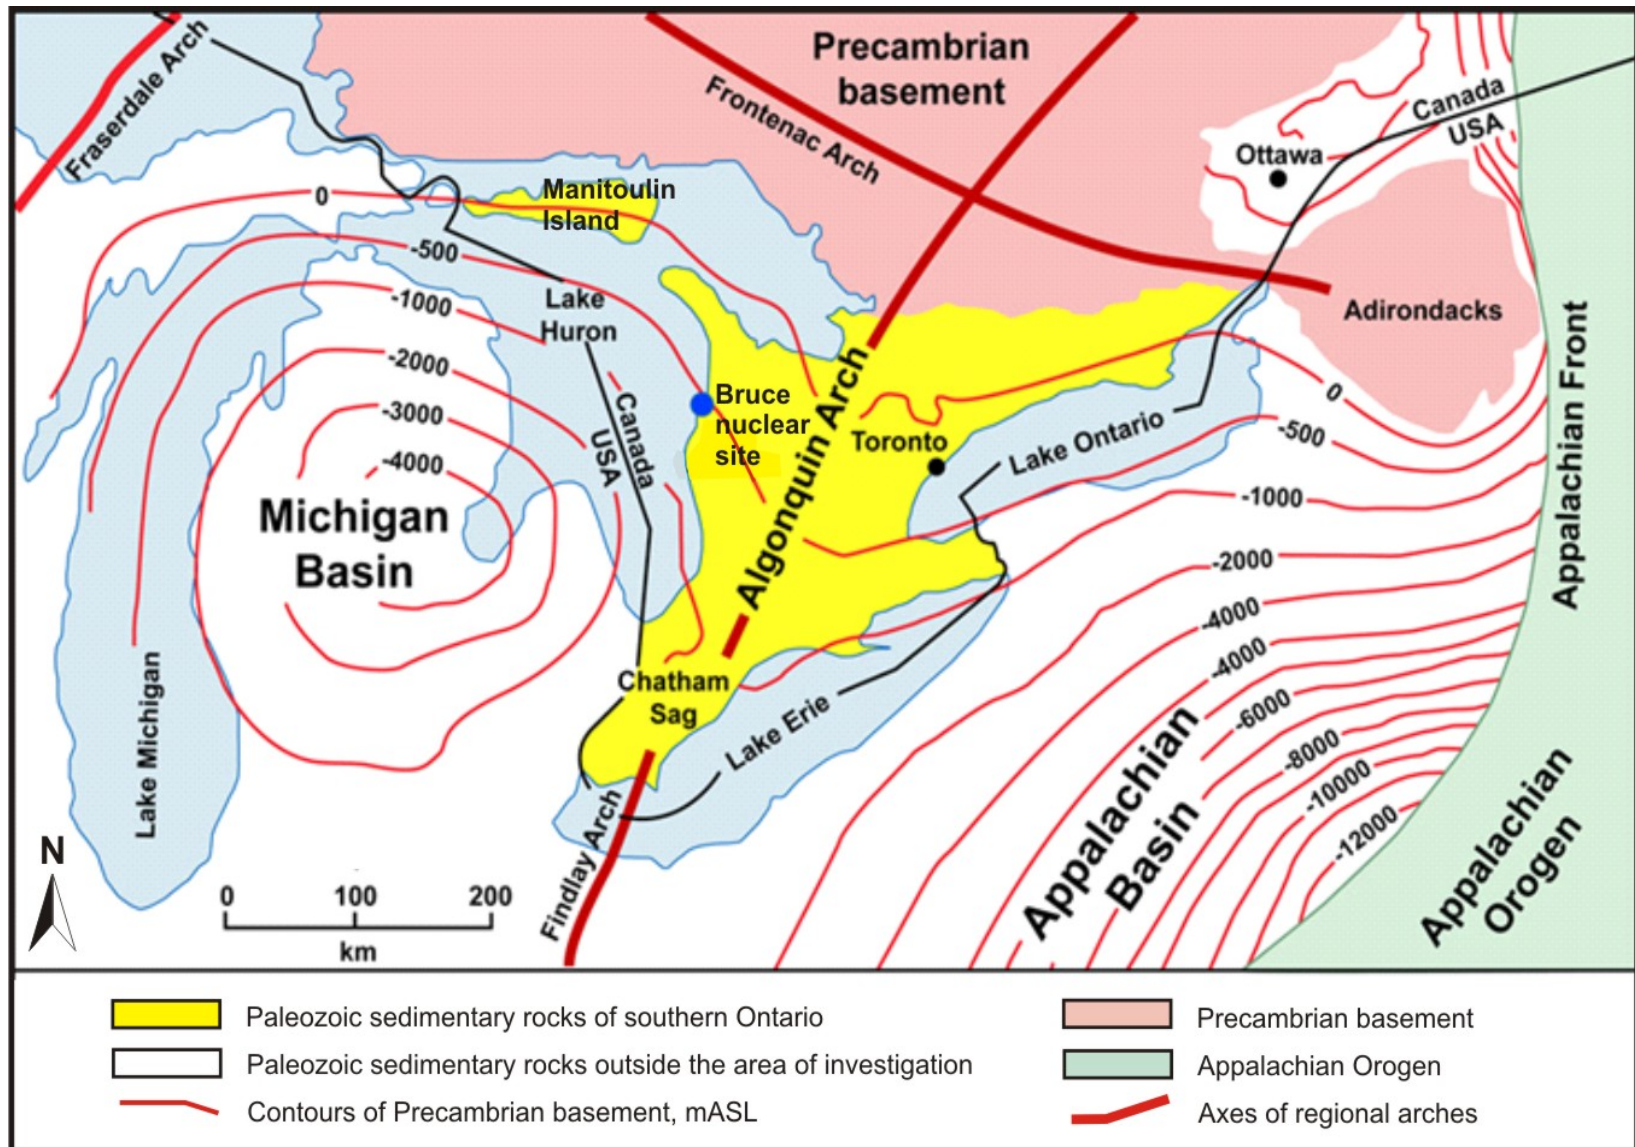 Fraserdale Arch
Precambrian
basement
Frontenac Arch
Canada
USA
Ottawa
Manitoulin
Island
0
-500
-1000
-2000
-3000
-4000
Lake
Huron
Canada
USA
Bruce
nuclear
site
Algonquin Arch
Toronto
Lake Ontario
Adirondacks
Appalachian Front
0
-500
-1000
-2000
-4000
-4000
-6000
-8000
-10000
-12000
Michigan
Basin
Lake Michigan
Chatham
Sag
Lake Erie
Findlay Arch
Appalachian
Basin
Appalachian
Orogen
N
0 100 200
km
Paleozoic sedimentary rocks of southern Ontario
Paleozoic sedimentary rocks outside the area of investigation
Contours of Precambrian basement, mASL
Precambrian basement
Appalachian Orogen
Axes of regional arches